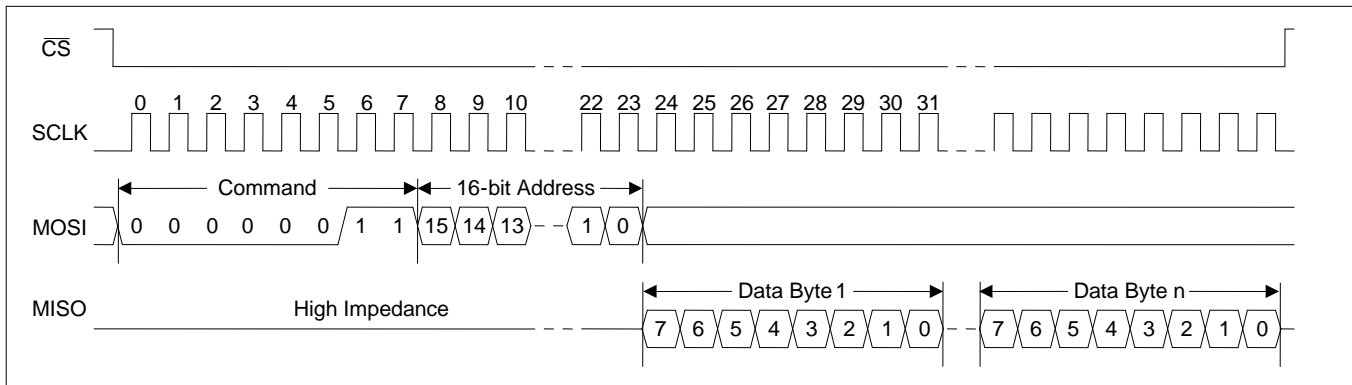 CS
0 1 2 3 4 5 6 7 8 9 10 22 23 24 25 26 27 28 29 30 31
SCLK
Command 16-bit Address
MOSI 0 0 0 0 0 0 1 1 15 14 13 1 0
Data Byte 1 Data Byte n
MISO High Impedance
7 6 5 4 3 2 1 0 7 6 5 4 3 2 1 0